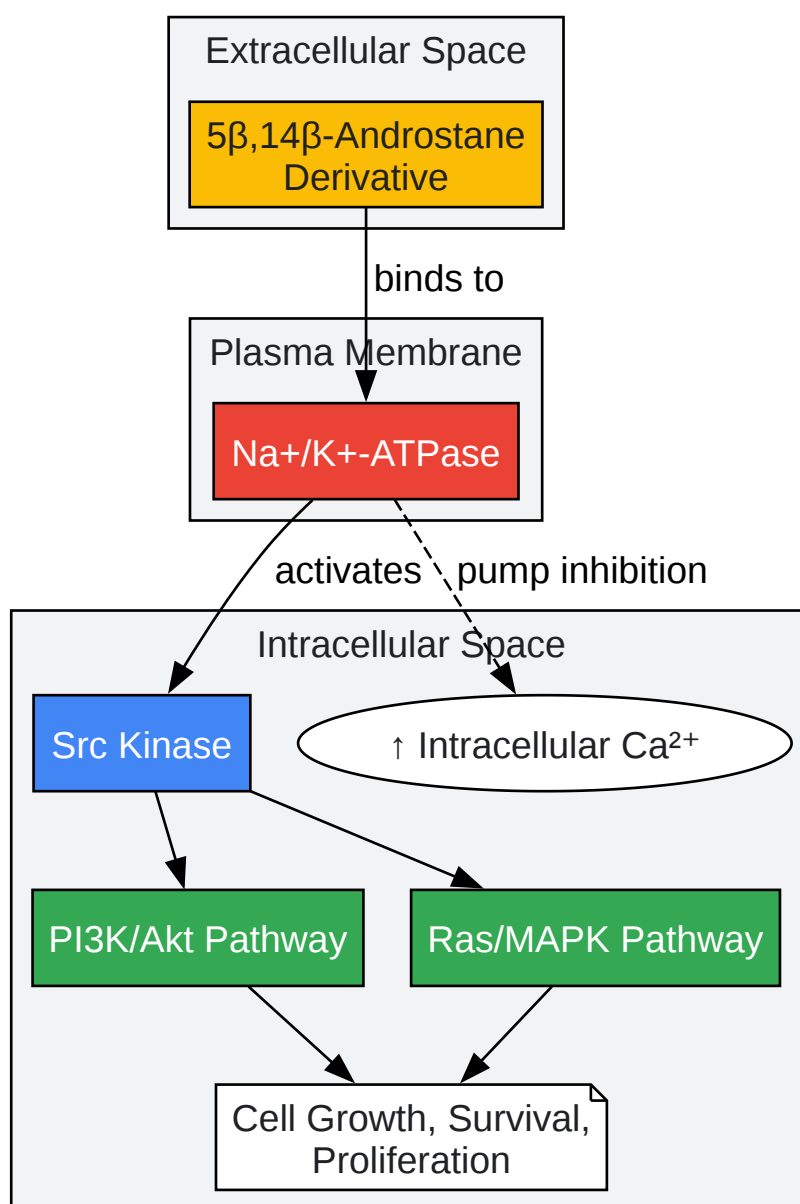 Extracellular Space
5β,14β-Androstane
Derivative
binds to
Plasma Membrane
Na+/K+-ATPase
activates
pump inhibition
Intracellular Space
Src Kinase
↑ Intracellular Ca²⁺
PI3K/Akt Pathway
Ras/MAPK Pathway
Cell Growth, Survival,
Proliferation